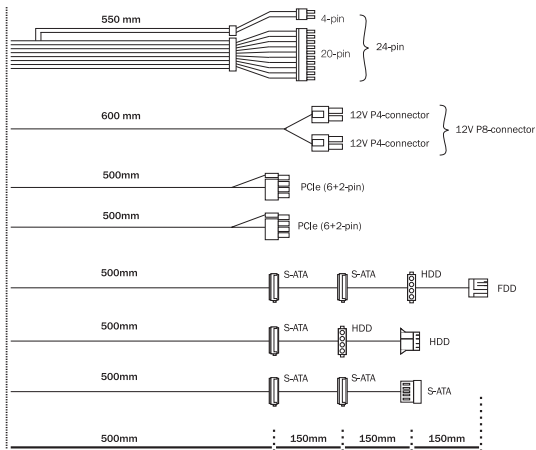 550 mm
4-pin
20-pin
24-pin
600 mm
12V P4-connector
12V P4-connector
12V P8-connector
500mm
PCIe (6+2-pin)
500mm
PCIe (6+2-pin)
500mm
S-ATA
S-ATA
HDD
FDD
500mm
S-ATA
HDD
HDD
500mm
S-ATA
S-ATA
S-ATA
500mm
150mm
150mm
150mm